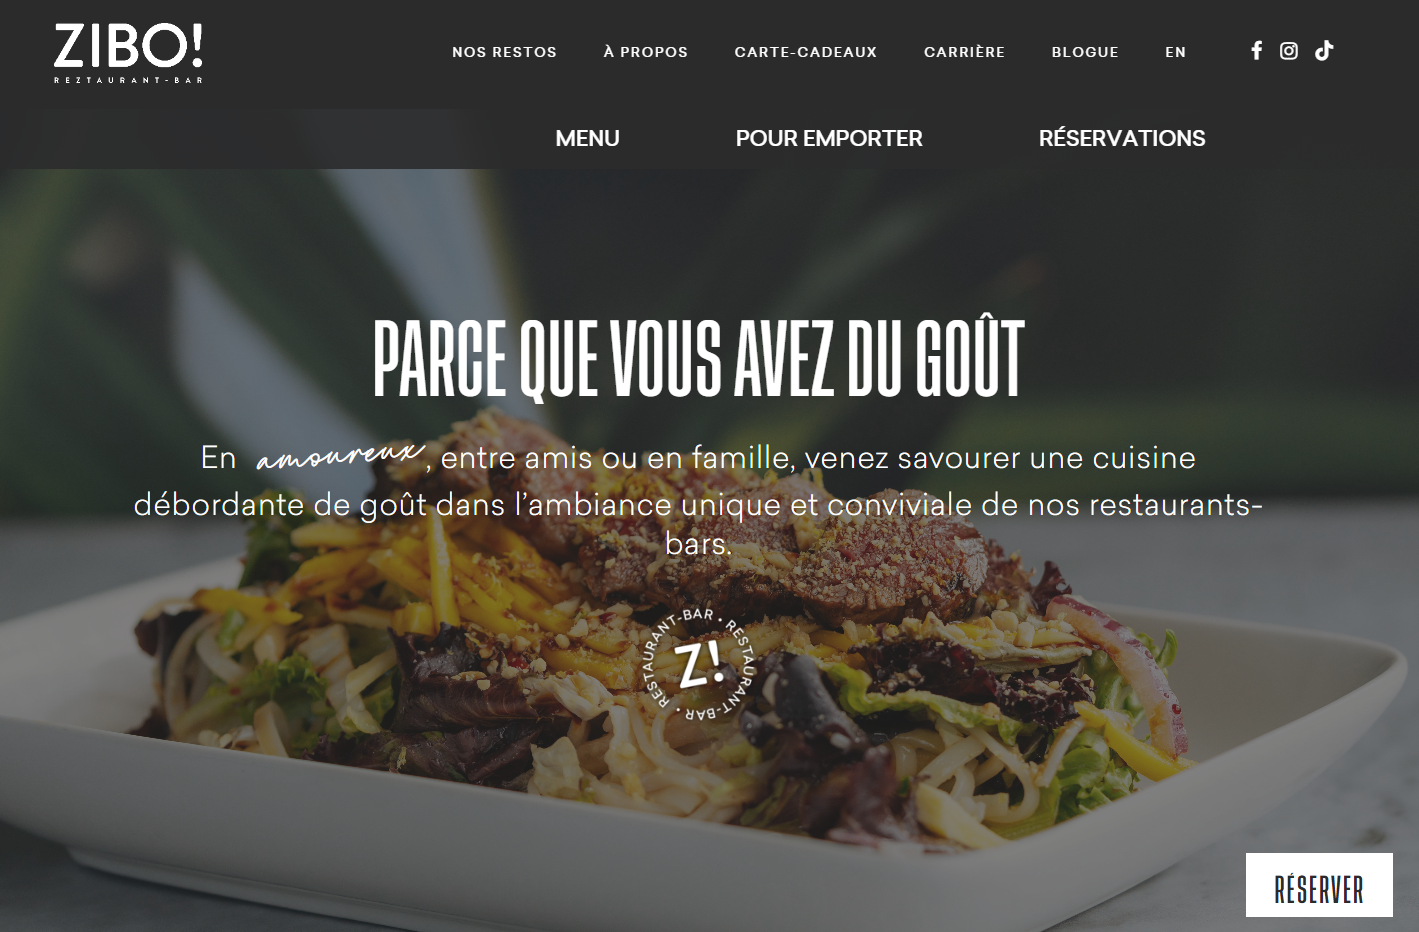 ZIBO!
REZTAURANT-BAR
NOS RESTOS À PROPOS CARTE-CADEAUX CARRIÈRE BLOGUE EN
MENU POUR EMPORTER RÉSERVATIONS
PARCE QUE VOUS AVEZ DU GOÛT
En amoureux, entre amis ou en famille, venez savourer une cuisine
débordante de goût dans l’ambiance unique et conviviale de nos restaurants-
bars.
RESTAURANT-BAR • RESTAURANT-BAR •
Z!
RÉSERVER